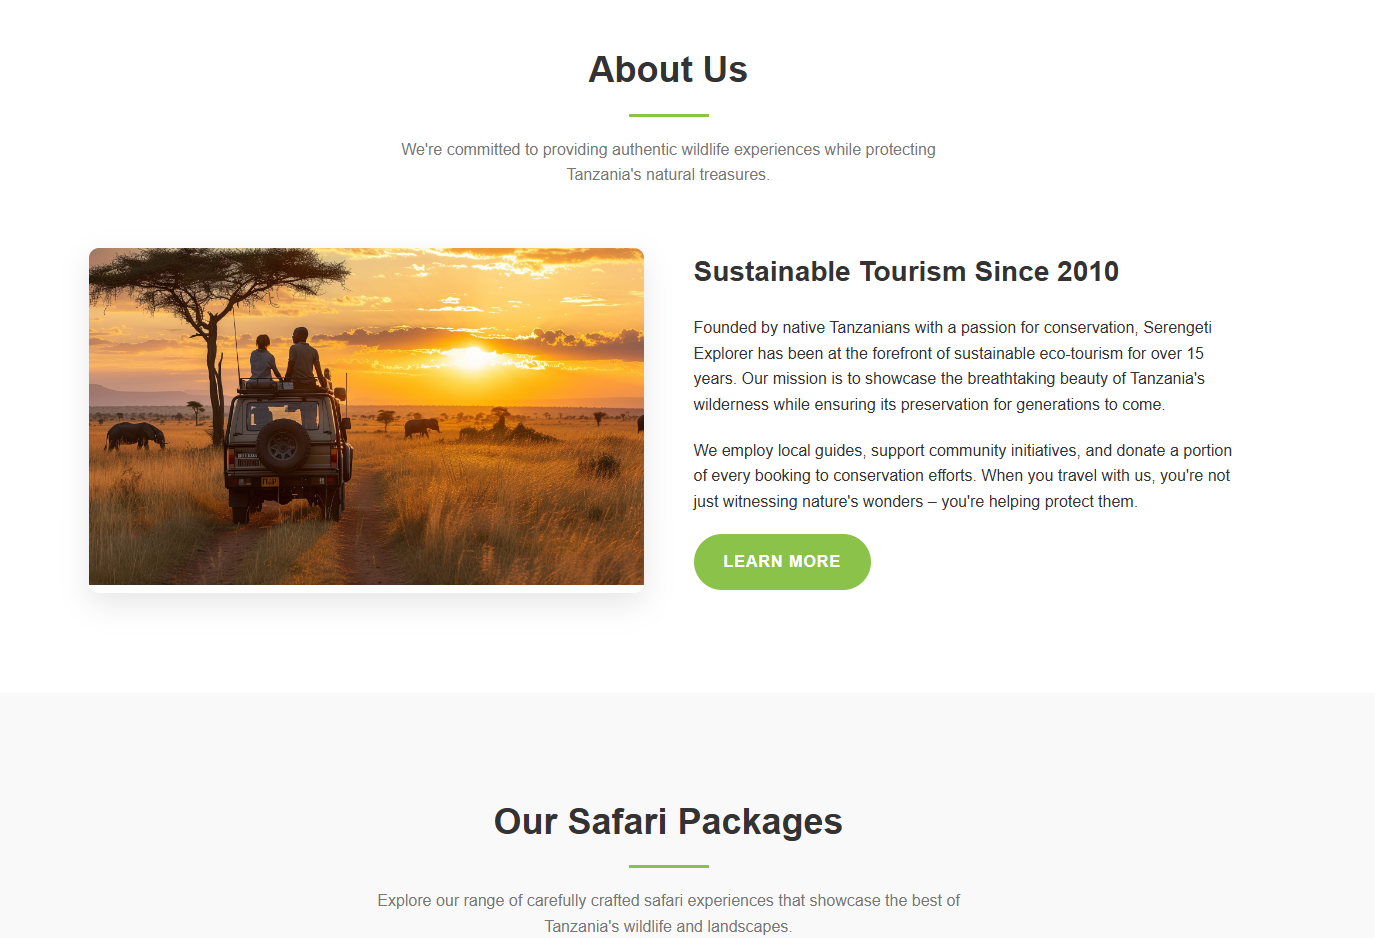 About Us
We're committed to providing authentic wildlife experiences while protecting
Tanzania's natural treasures.
Sustainable Tourism Since 2010
Founded by native Tanzanians with a passion for conservation, Serengeti
Explorer has been at the forefront of sustainable eco-tourism for over 15
years. Our mission is to showcase the breathtaking beauty of Tanzania's
wilderness while ensuring its preservation for generations to come.
We employ local guides, support community initiatives, and donate a portion
of every booking to conservation efforts. When you travel with us, you're not
just witnessing nature's wonders – you're helping protect them.
LEARN MORE
Our Safari Packages
Explore our range of carefully crafted safari experiences that showcase the best of
Tanzania's wildlife and landscapes.